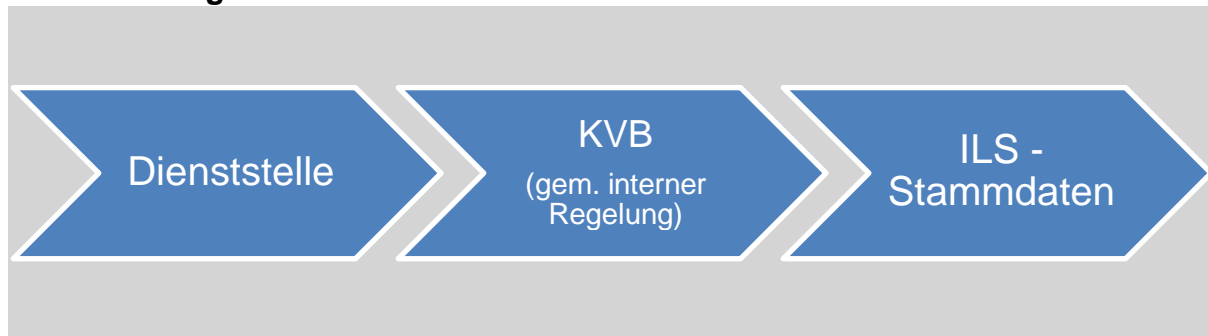 Dienststelle
KVB
(gem. interner
Regelung)
ILS -
Stammdaten